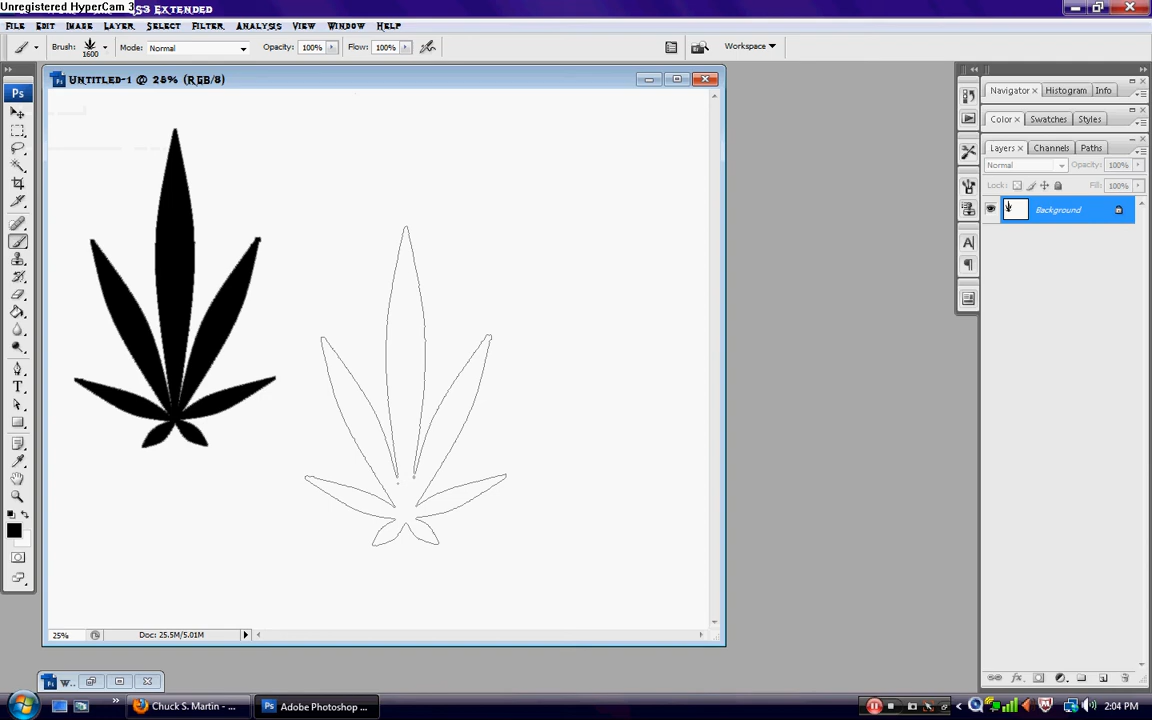 Unregistered HyperCam 3
S3 Extended
File Edit Image Layer Select Filter Analysis View Window Help
Brush: 1600 Mode: Normal Opacity: 100% Flow: 100% Workspace
Untitled-1 @ 25% (RGB/8)
Ps
Navigator x Histogram Info
Color x Swatches Styles
Layers x Channels Paths
Normal Opacity: 100%
Lock: Fill: 100%
Background
A
T
25% Doc: 25.5M/5.01M
w..
Chuck S. Martin - ... Adobe Photoshop ... 2:04 PM